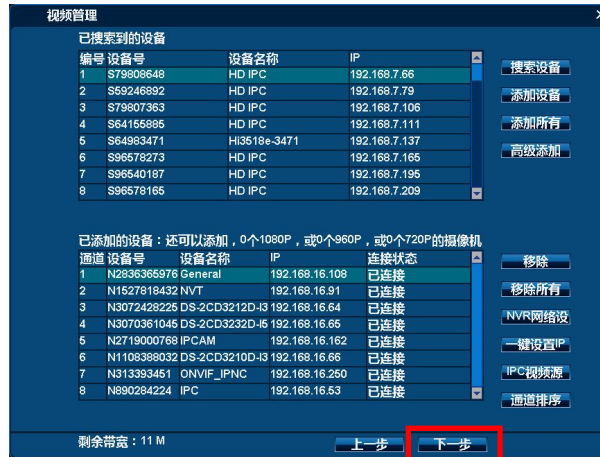 视频管理
已搜索到的设备
编号 设备号 设备名称 IP
1 S79808648 HD IPC 192.168.7.66
2 S59246892 HD IPC 192.168.7.79
3 S79807363 HD IPC 192.168.7.106
4 S64155885 HD IPC 192.168.7.111
5 S64983471 Hi3518e-3471 192.168.7.137
6 S96578273 HD IPC 192.168.7.165
7 S96540187 HD IPC 192.168.7.195
8 S96578165 HD IPC 192.168.7.209
搜索设备
添加设备
添加所有
高级添加
已添加的设备：还可以添加，0个1080P，或0个960P，或0个720P的摄像机
通道 设备号 设备名称 IP 连接状态
1 N2836365976 General 192.168.16.108 已连接
2 N1527818432 NVT 192.168.16.91 已连接
3 N3072428225 DS-2CD3212D-I3 192.168.16.64 已连接
4 N3070361045 DS-2CD3232D-I5 192.168.16.65 已连接
5 N2719000768 IPCAM 192.168.16.162 已连接
6 N1108388032 DS-2CD3210D-I3 192.168.16.66 已连接
7 N313393451 ONVIF_IPNC 192.168.16.250 已连接
8 N890284224 IPC 192.168.16.53 已连接
移除
移除所有
NVR网络设
一键设置IP
IPC视频源
通道排序
剩余带宽：11 M
上一步 下一步